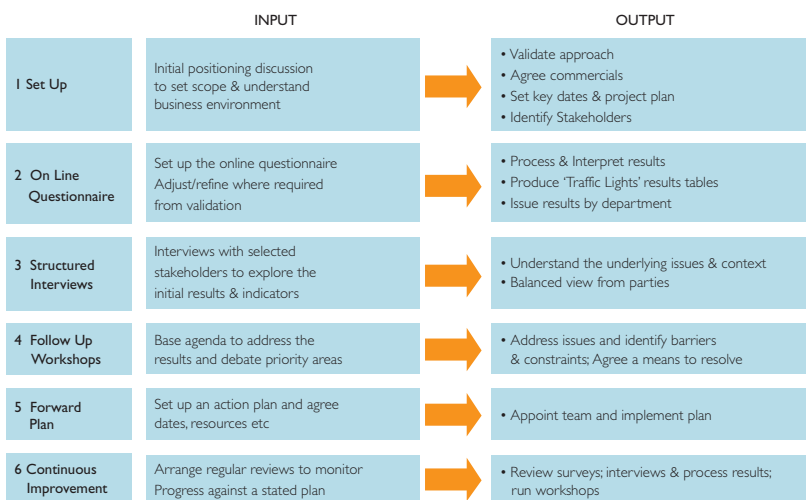 INPUT
OUTPUT
1 Set Up
Initial positioning discussion
to set scope & understand
business environment
• Validate approach
• Agree commercials
• Set key dates & project plan
• Identify Stakeholders
2 On Line
Questionnaire
Set up the online questionnaire
Adjust/refine where required
from validation
• Process & Interpret results
• Produce ‘Traffic Lights’ results tables
• Issue results by department
3 Structured
Interviews
Interviews with selected
stakeholders to explore the
initial results & indicators
• Understand the underlying issues & context
• Balanced view from parties
4 Follow Up
Workshops
Base agenda to address the
results and debate priority areas
• Address issues and identify barriers
& constraints; Agree a means to resolve
5 Forward
Plan
Set up an action plan and agree
dates, resources etc
• Appoint team and implement plan
6 Continuous
Improvement
Arrange regular reviews to monitor
Progress against a stated plan
• Review surveys; interviews & process results;
run workshops